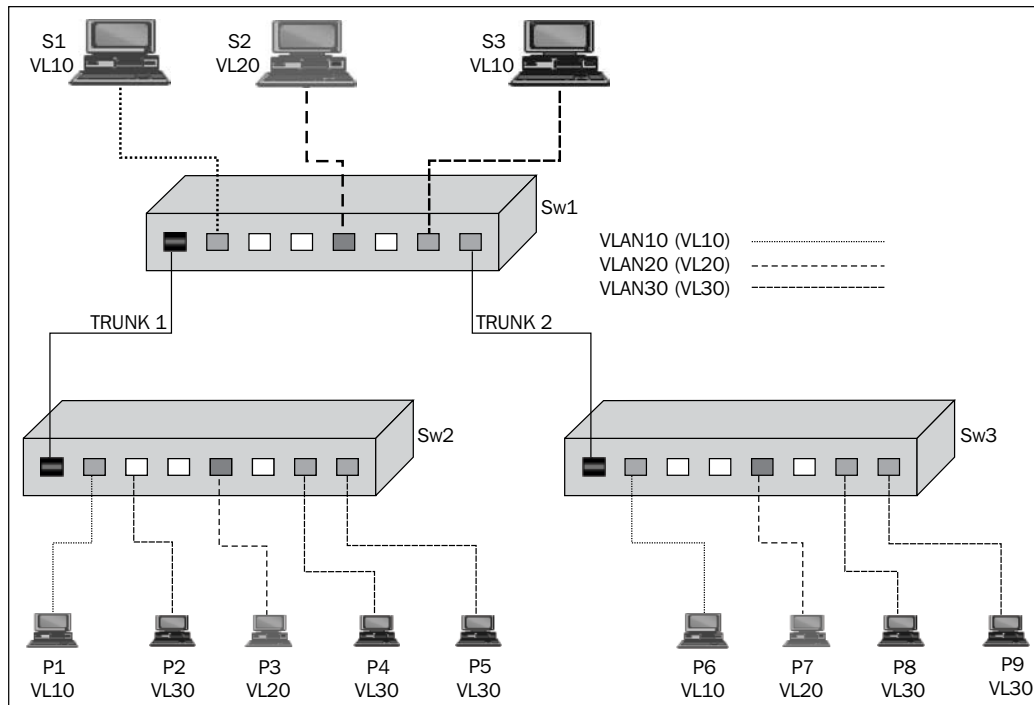 S1
VL10
S2
VL20
S3
VL10
Sw1
VLAN10 (VL10)
VLAN20 (VL20)
VLAN30 (VL30)
TRUNK 1
TRUNK 2
Sw2
Sw3
P1
VL10
P2
VL30
P3
VL20
P4
VL30
P5
VL30
P6
VL10
P7
VL20
P8
VL30
P9
VL30